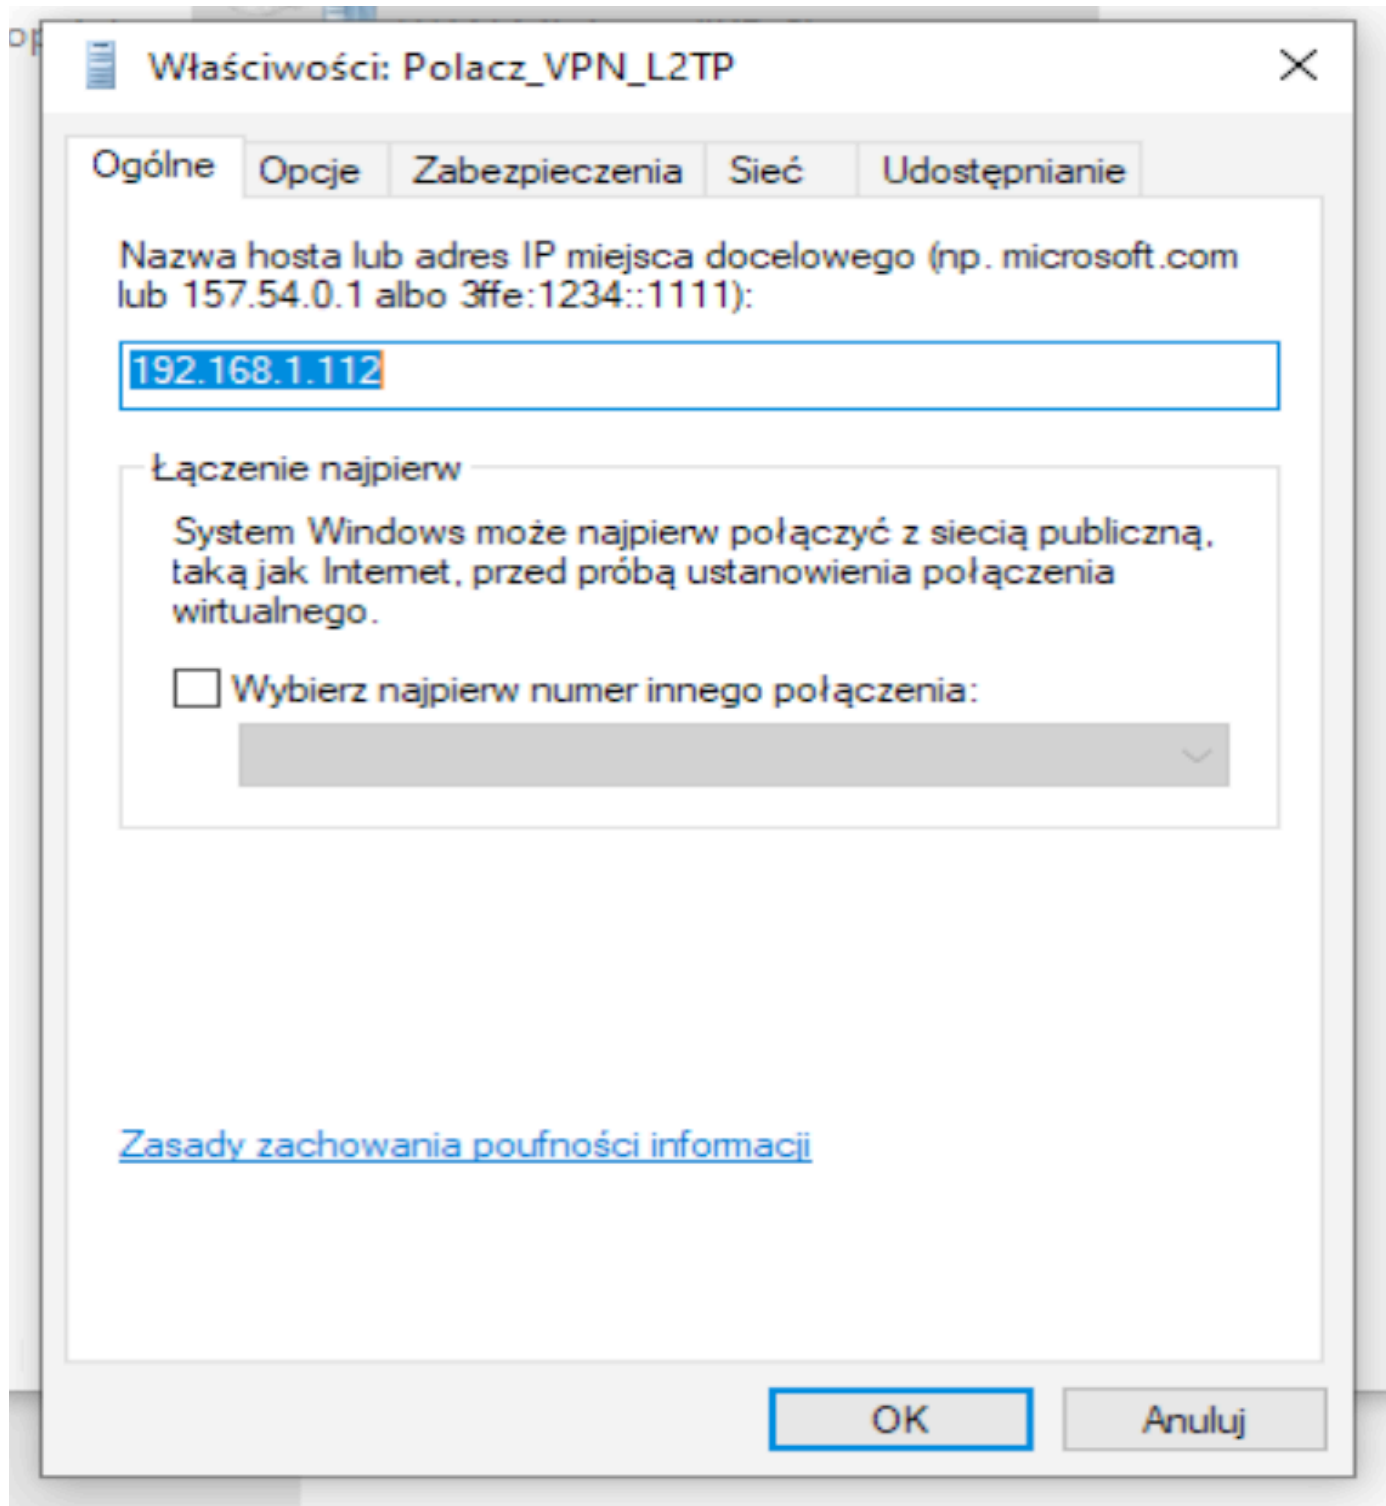 Właściwości: Polacz_VPN_L2TP
Ogólne
Opcje
Zabezpieczenia
Sieć
Udostępnianie
Nazwa hosta lub adres IP miejsca docelowego (np. microsoft.com
lub 157.54.0.1 albo 3ffe:1234::1111):
192.168.1.112
Łączenie najpierw
System Windows może najpierw połączyć z siecią publiczną,
taką jak Internet, przed próbą ustanowienia połączenia
wirtualnego.
Wybierz najpierw numer innego połączenia:
Zasady zachowania poufności informacji
OK
Anuluj